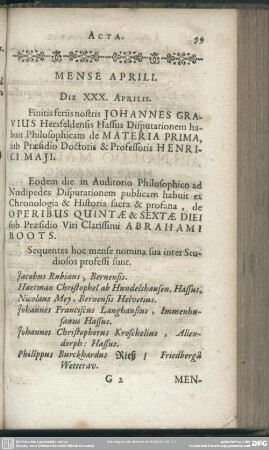 ACTA. 99
MENSE APRILI.
DIE XXX. APRILIS.
Finitis feriis nostris JOHANNES GRA-
VIUS Hersfeldensis Hassus Disputationem ha-
buit Philosophicam de MATERIA PRIMA,
sub Præsidio Doctoris & Professoris HENRI-
CI MAJI.
Eodem die in Auditorio Philosophico ad
Nudipedes Disputationem publicam habuit ex
Chronologia & Historia sacra & profana, de
OPERIBUS QUINTÆ & SEXTÆ DIEI
sub Præsidio Viri Clarissimi ABRAHAMI
BOOTS.
Sequentes hoc mense nomina sua inter Stu-
diosos professi sunt.
Jacobus Rubians, Bernensis.
Hartman Christophel ab Hundelshausen, Hassus,
Nicolaus Mey, Bernensis Helvetius.
Johannes Franciscus Langhansius, Immenhu-
sanus Hassus.
Johannes Christophorus Kroschelius, Allen-
dorph: Hassus.
Philippus Burckhardus Rieß / Friedbergâ
Wetterav.
G 2 MEN-